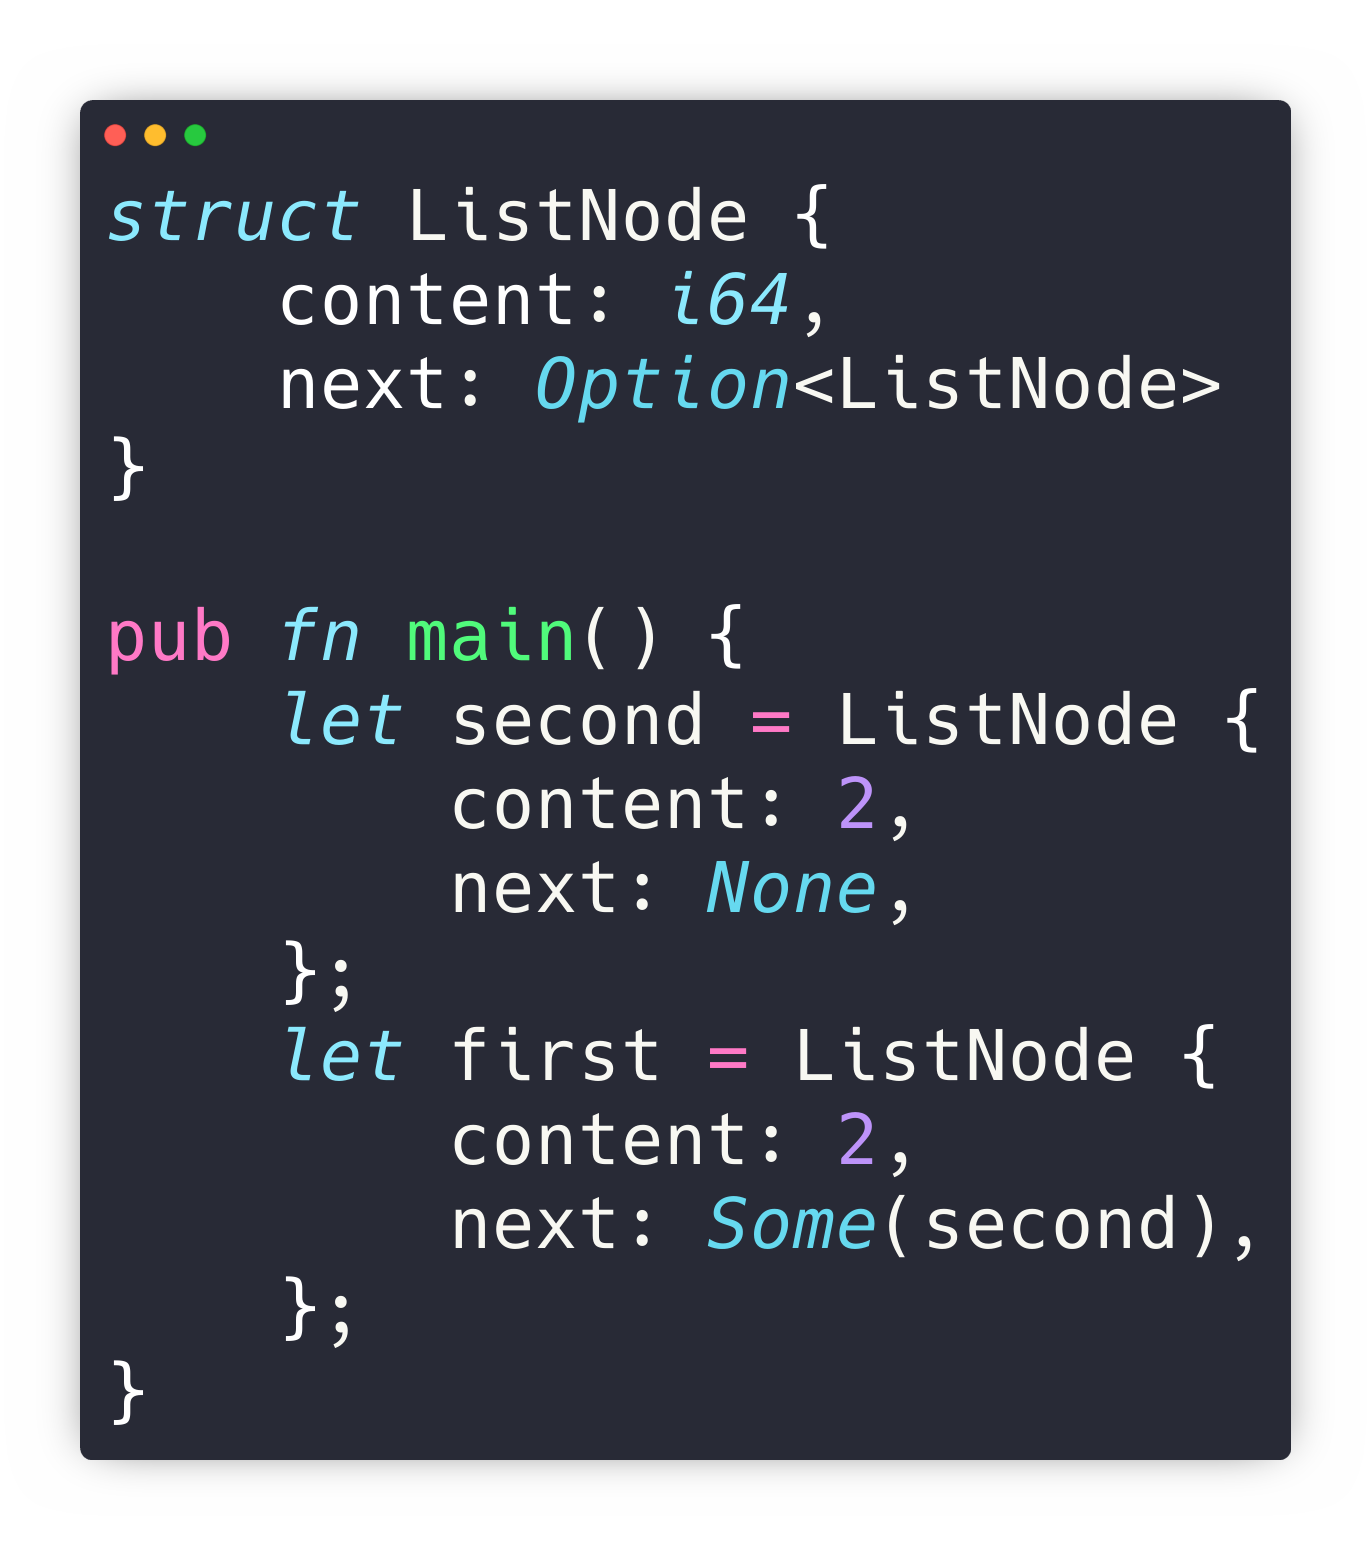 struct ListNode {
    content: i64,
    next: Option<ListNode>
}

pub fn main() {
    let second = ListNode {
        content: 2,
        next: None,
    };
    let first = ListNode {
        content: 2,
        next: Some(second),
    };
}